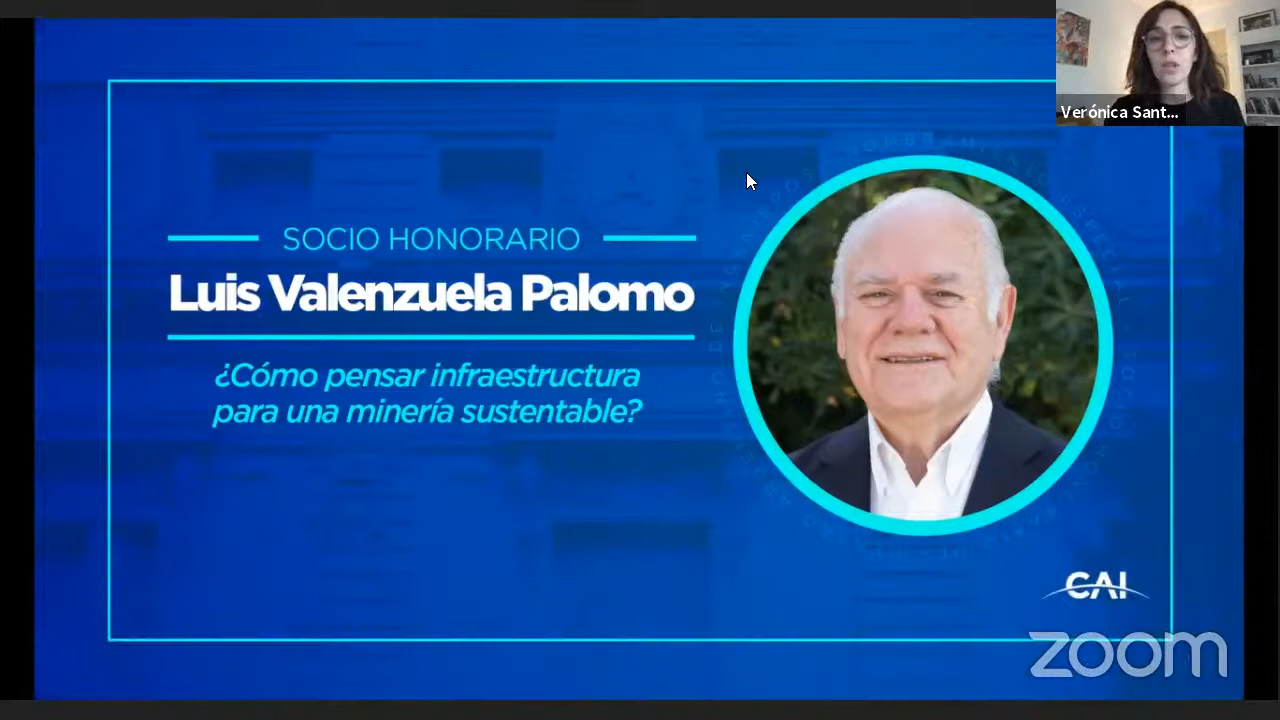 Verónica Sant...
SOCIO HONORARIO
Luis Valenzuela Palomo
¿Cómo pensar infraestructura
para una minería sustentable?
CAI
zoom